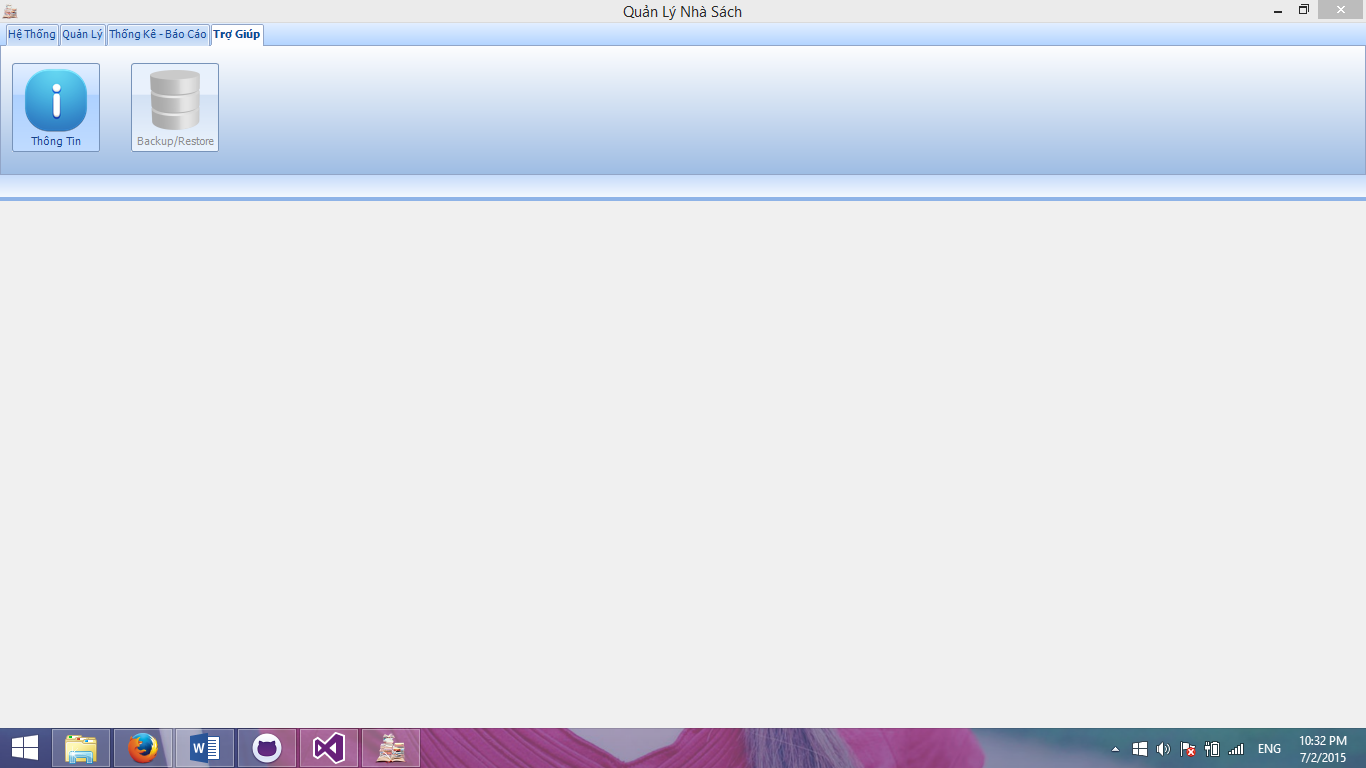 Quản Lý Nhà Sách
Hệ Thống Quản Lý Thống Kê - Báo Cáo Trợ Giúp
Thông Tin Backup/Restore
ENG 10:32 PM
7/2/2015